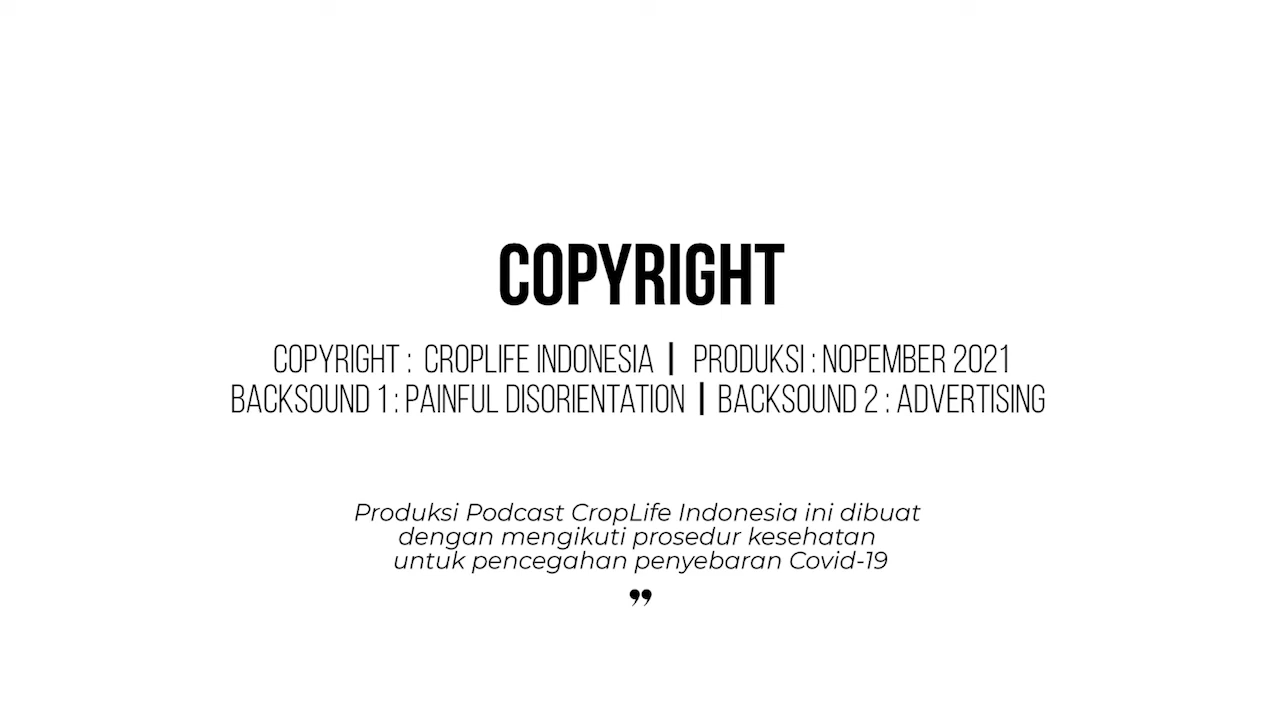 COPYRIGHT
COPYRIGHT : CROPLIFE INDONESIA | PRODUKSI : NOPEMBER 2021
BACKSOUND 1 : PAINFUL DISORIENTATION | BACKSOUND 2 : ADVERTISING
Produksi Podcast CropLife Indonesia ini dibuat
dengan mengikuti prosedur kesehatan
untuk pencegahan penyebaran Covid-19
”